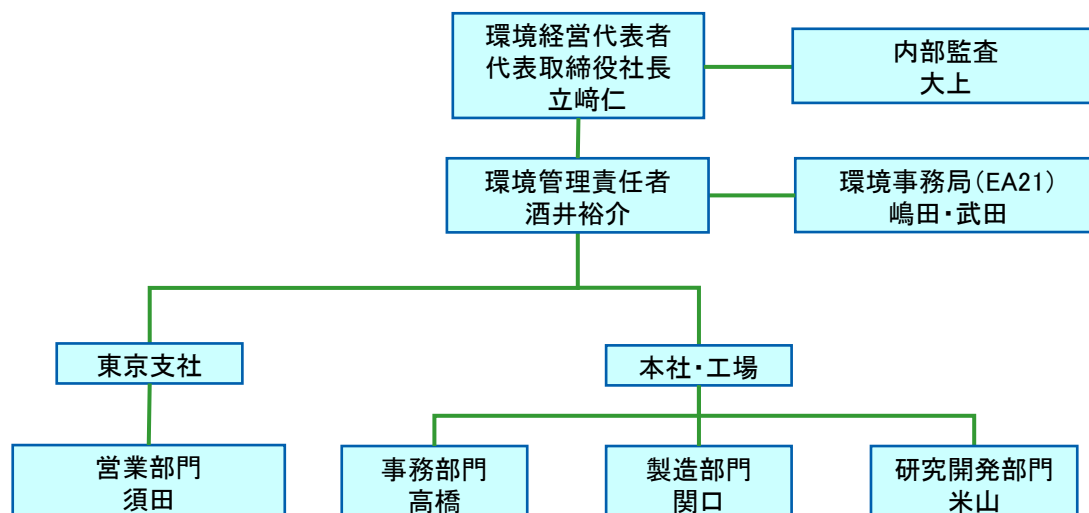 環境経営代表者
代表取締役社長
立﨑仁
内部監査
大上
環境管理責任者
酒井裕介
環境事務局(EA21)
嶋田・武田
東京支社
本社・工場
営業部門
須田
事務部門
高橋
製造部門
関口
研究開発部門
米山